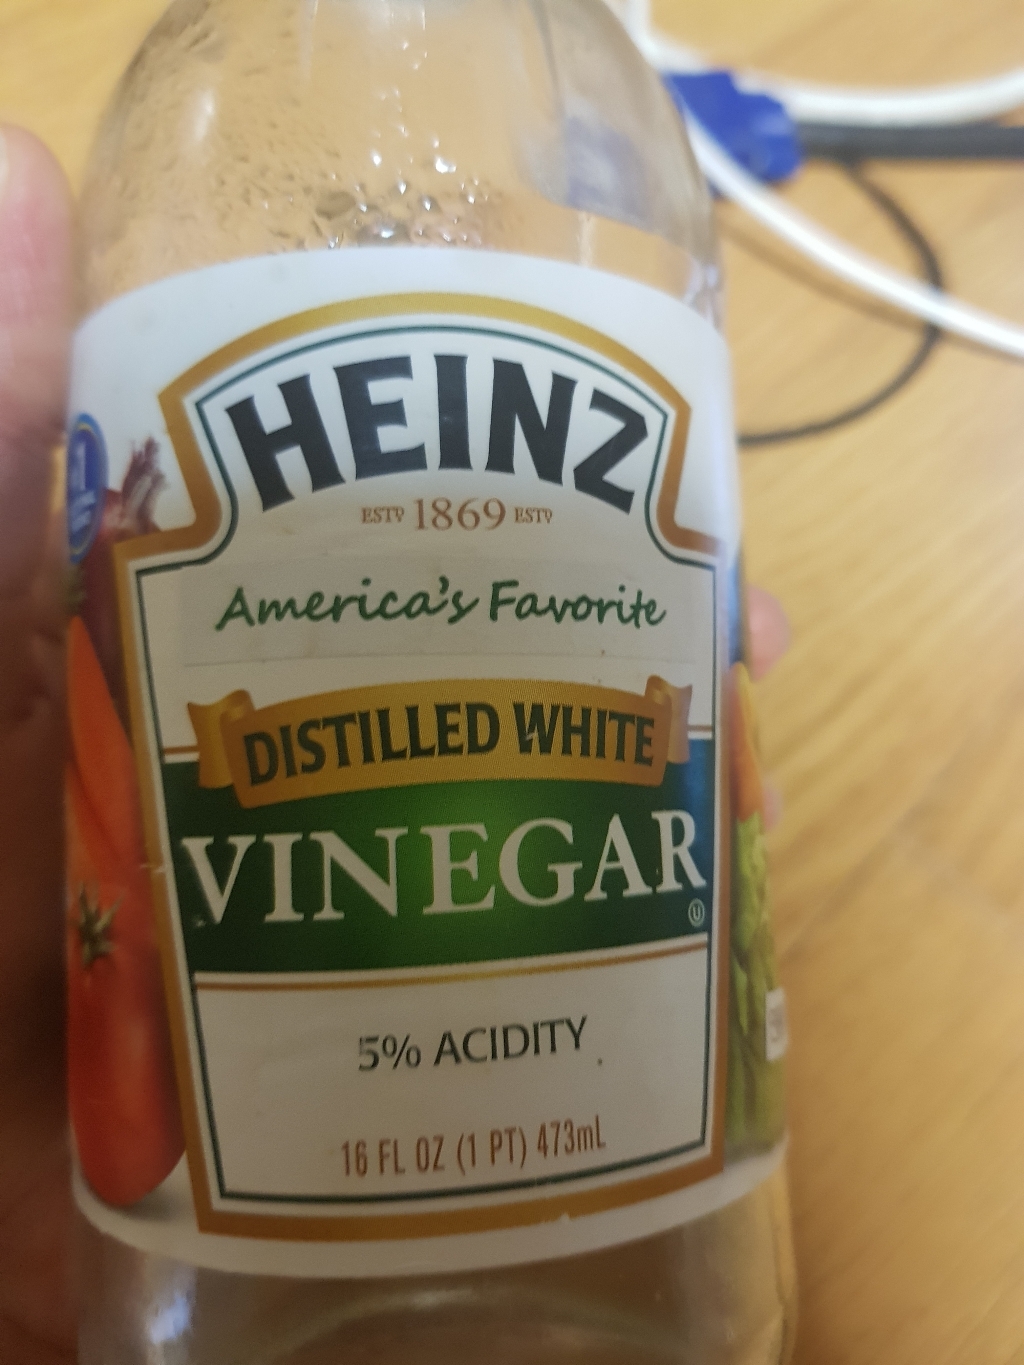 HEINZ
ESTD 1869 ESTD
America's Favorite
DISTILLED WHITE
VINEGAR
U
5% ACIDITY
16 FL OZ (1 PT) 473mL